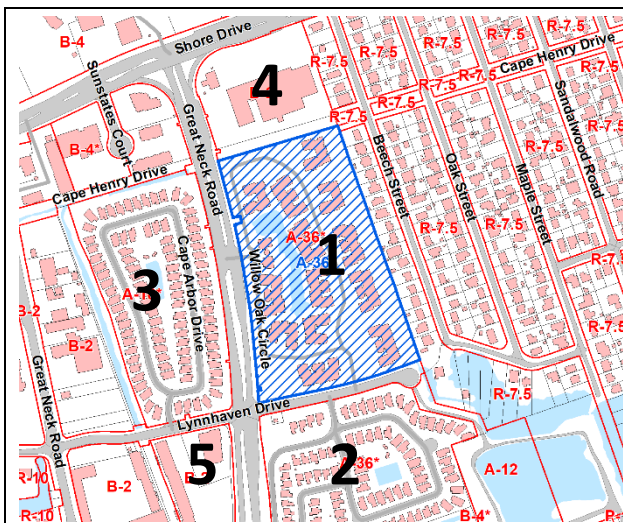 B-4
Shore Drive
R-7.5
R-7.5
R-7.5
R-7.5
Cape Henry Drive
Sunstates Court
4
R-7.5
R-7.5
Great Neck Road
R-7.5
R-7.5
Sandalwood Road
B-4*
Beech Street
Oak Street
Maple Street
Cape Henry Drive
R-7.5
R-7.5
R-7.5
Willow Oak Circle
A-36*
A-36
1
3
Cape Arbor Drive
R-7.5
R-7.5
B-2
B-2
Great Neck Road
Lynnhaven Drive
R-7.5
5
2
36*
A-12
R-10
B-2
B-4*